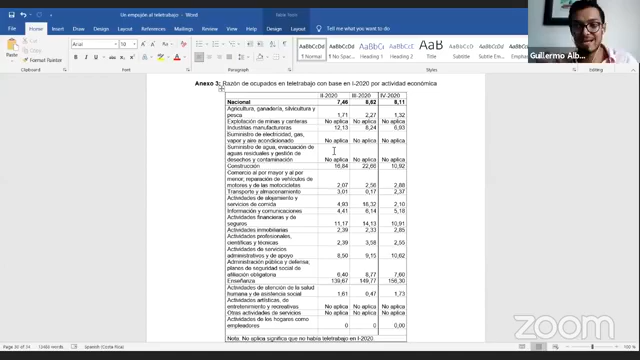 Un empujón al teletrabajo - Word
Table Tools
File Home Insert Design Layout References Mailings Review View Design Layout Tell me what you want to do
Arial 10
AaBbCcDd AaBbCcDd AaBbCc AaBbCcD AaB AaBbCcD AaBbCcDd AaBbCcDd
¶ Normal Heading 1 Heading 2 Title Subtitle
Guillermo Alb...
Anexo 3: Razón de ocupados en teletrabajo con base en I-2020 por actividad económica
II-2020 III-2020 IV-2020
Nacional 7,46 8,62 8,11
Agricultura, ganadería, silvicultura y
pesca 1,71 2,27 1,32
Explotación de minas y canteras No aplica No aplica No aplica
Industrias manufactureras 12,13 8,24 6,93
Suministro de electricidad, gas,
vapor y aire acondicionado No aplica No aplica No aplica
Suministro de agua, evacuación de
aguas residuales y gestión de
desechos y contaminación No aplica No aplica No aplica
Construcción 16,84 22,66 10,92
Comercio al por mayor y al por
menor, reparación de vehículos de
motores y de las motocicletas 2,07 2,56 2,88
Transporte y almacenamiento 3,01 0,17 2,37
Actividades de alojamiento y
servicios de comida 4,93 18,32 2,10
Información y comunicaciones 4,41 6,14 5,18
Actividades financieras y de
seguros 11,17 14,13 10,91
Actividades inmobiliarias 2,39 2,33 2,85
Actividades profesionales,
científicas y técnicas 2,39 3,58 2,55
Actividades de servicios
administrativos y de apoyo 8,50 9,15 10,62
Administración pública y defensa,
planes de seguridad social de
afiliación obligatoria 6,40 8,77 7,60
Enseñanza 139,67 149,77 156,30
Actividades de atención de la salud
humana y de asistencia social 1,61 0,47 1,73
Actividades artísticas, de
entretenimiento y recreativas No aplica No aplica No aplica
Otras actividades de servicios No aplica No aplica No aplica
Actividades de los hogares como
empleadores 0 0 0,00
Nota: No aplica significa que no había teletrabajo en I-2020.
LIVE
zoom
Spanish (Costa Rica)